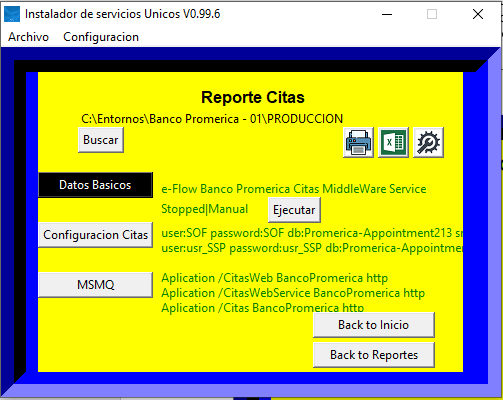 Instalador de servicios Unicos V0.99.6
Archivo Configuracion
Reporte Citas
C:\Entornos\Banco Promerica - 01\PRODUCCION
Buscar
Datos Basicos
e-Flow Banco Promerica Citas MiddleWare Service
Stopped|Manual
Ejecutar
Configuracion Citas
user:SOF password:SOF db:Promerica-Appointment213
user:usr_SSP password:usr_SSP db:Promerica-Appointmen
MSMQ
Aplication /CitasWeb BancoPromerica http
Aplication /CitasWebService BancoPromerica http
Aplication /Citas BancoPromerica http
Back to Inicio
Back to Reportes